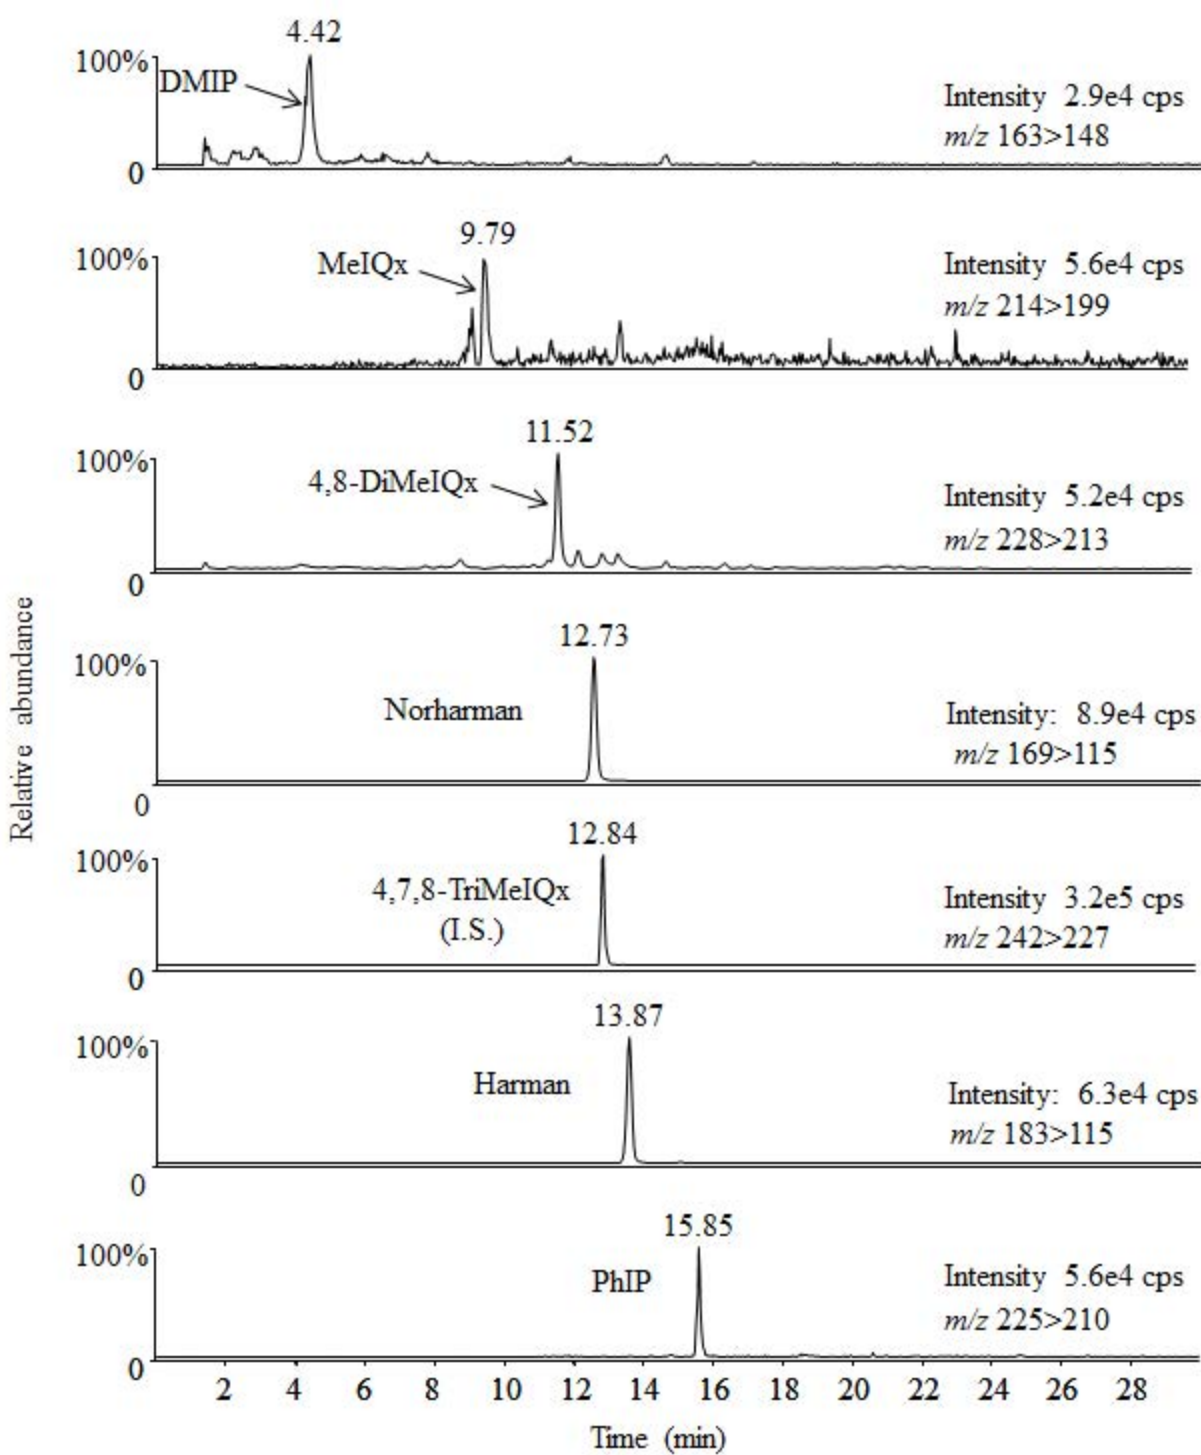 4.42
100%
DMIP
Intensity 2.9e4 cps
m/z 163>148
0
9.79
100%
MeIQx
Intensity 5.6e4 cps
m/z 214>199
0
11.52
100%
4,8-DiMeIQx
Intensity 5.2e4 cps
m/z 228>213
0
Relative abundance
12.73
100%
Norharman
Intensity: 8.9e4 cps
m/z 169>115
0
12.84
100%
4,7,8-TriMeIQx
(I.S.)
Intensity 3.2e5 cps
m/z 242>227
0
13.87
100%
Harman
Intensity: 6.3e4 cps
m/z 183>115
0
15.85
100%
PhIP
Intensity 5.6e4 cps
m/z 225>210
0
2 4 6 8 10 12 14 16 18 20 22 24 26 28
Time (min)